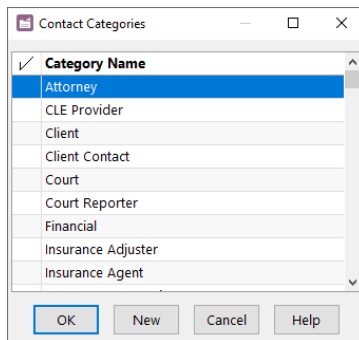 Contact Categories
Category Name
Attorney
CLE Provider
Client
Client Contact
Court
Court Reporter
Financial
Insurance Adjuster
Insurance Agent
OK
New
Cancel
Help